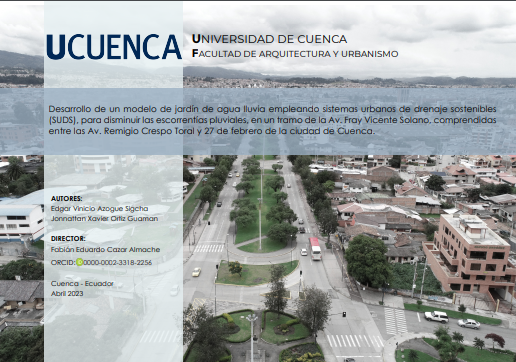 UCUENCA
UNIVERSIDAD DE CUENCA
FACULTAD DE ARQUITECTURA Y URBANISMO
Desarrollo de un modelo de jardín de agua lluvia empleando sistemas urbanos de drenaje sostenibles
(SUDS), para disminuir las escorrentías pluviales, en un tramo de la Av. Fray Vicente Solano, comprendidas
entre las Av. Remigio Crespo Toral y 27 de febrero de la ciudad de Cuenca.
AUTORES:
Edgar Vinicio Azogue Sigcha
Jonnattan Xavier Ortiz Guaman
DIRECTOR:
Fabián Eduardo Cazar Almache
ORCID: iD 0000-0002-3318-2256
Cuenca - Ecuador
Abril 2023